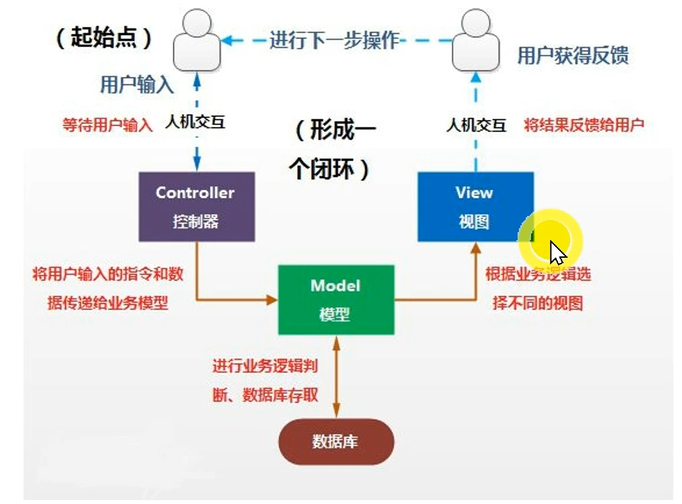 （起始点）
进行下一步操作
用户获得反馈
用户输入
等待用户输入
人机交互
（形成一
个闭环）
人机交互
将结果反馈给用户
Controller
控制器
View
视图
将用户输入的指令和数
据传递给业务模型
Model
模型
根据业务逻辑选
择不同的视图
进行业务逻辑判
断、数据库存取
数据库